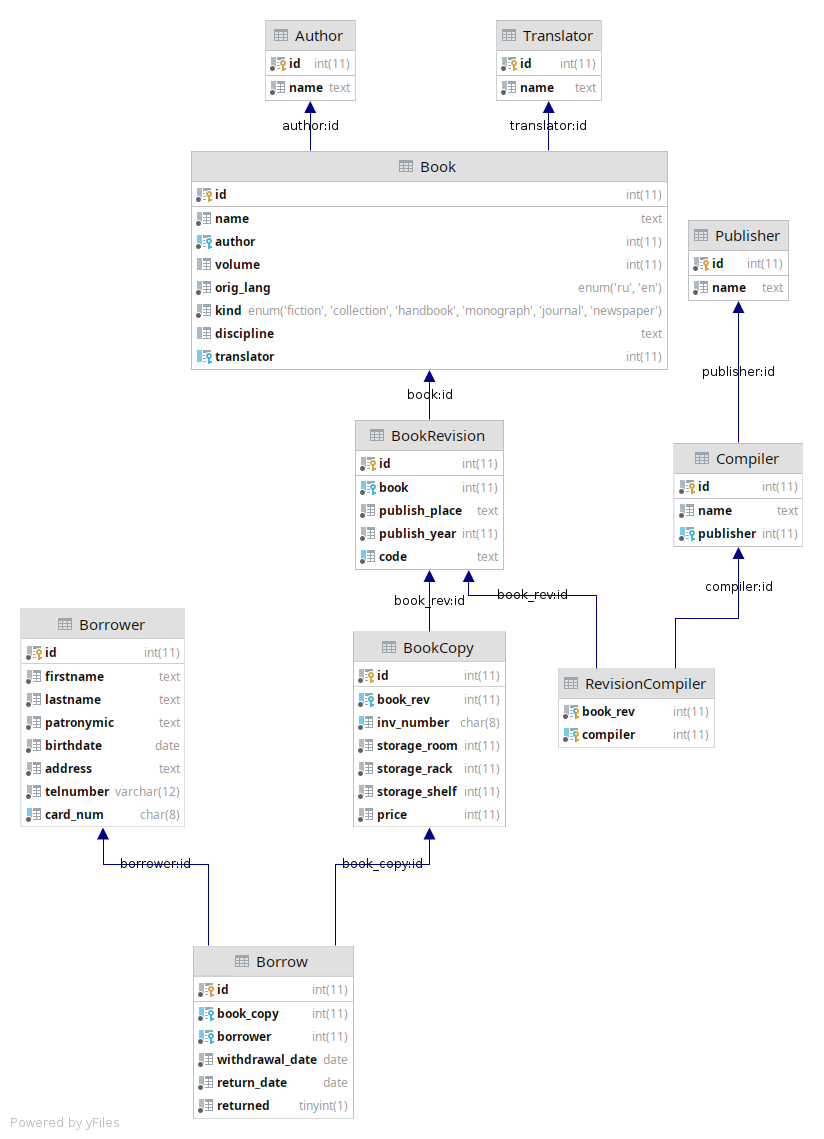 Author
id int(11)
name text
Translator
id int(11)
name text
author:id
translator:id
Book
id int(11)
name text
author int(11)
volume int(11)
orig_lang enum('ru', 'en')
kind enum('fiction', 'collection', 'handbook', 'monograph', 'journal', 'newspaper')
discipline text
translator int(11)
Publisher
id int(11)
name text
book:id
publisher:id
BookRevision
id int(11)
book int(11)
publish_place text
publish_year int(11)
code text
Compiler
id int(11)
name text
publisher int(11)
book_rev:id
book_rev:id
compiler:id
Borrower
id int(11)
firstname text
lastname text
patronymic text
birthdate date
address text
telnumber varchar(12)
card_num char(8)
BookCopy
id int(11)
book_rev int(11)
inv_number char(8)
storage_room int(11)
storage_rack int(11)
storage_shelf int(11)
price int(11)
RevisionCompiler
book_rev int(11)
compiler int(11)
borrower:id
book_copy:id
Borrow
id int(11)
book_copy int(11)
borrower int(11)
withdrawal_date date
return_date date
returned tinyint(1)
Powered by yFiles